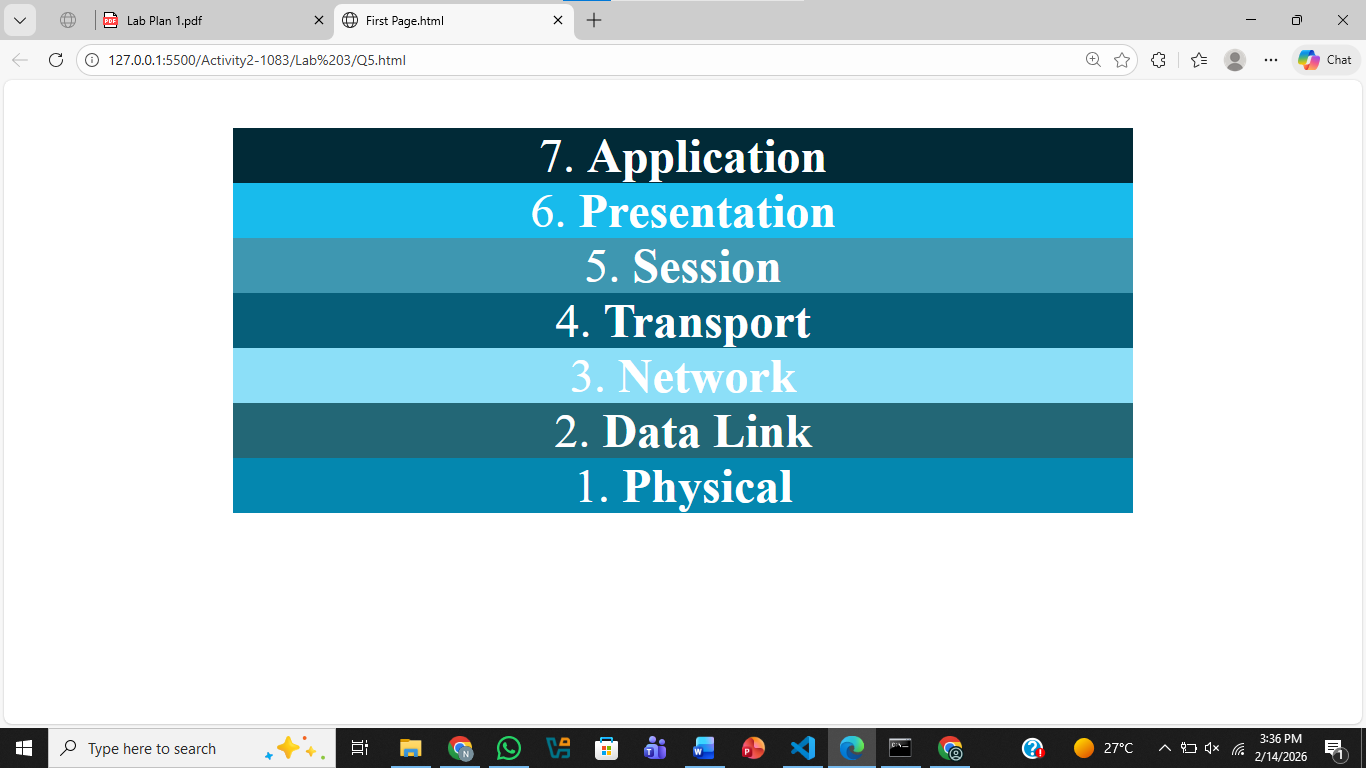 Lab Plan 1.pdf
First Page.html
127.0.0.1:5500/Activity2-1083/Lab%203/Q5.html
Chat
7. Application
6. Presentation
5. Session
4. Transport
3. Network
2. Data Link
1. Physical
Type here to search
27°C
3:36 PM
2/14/2026
1